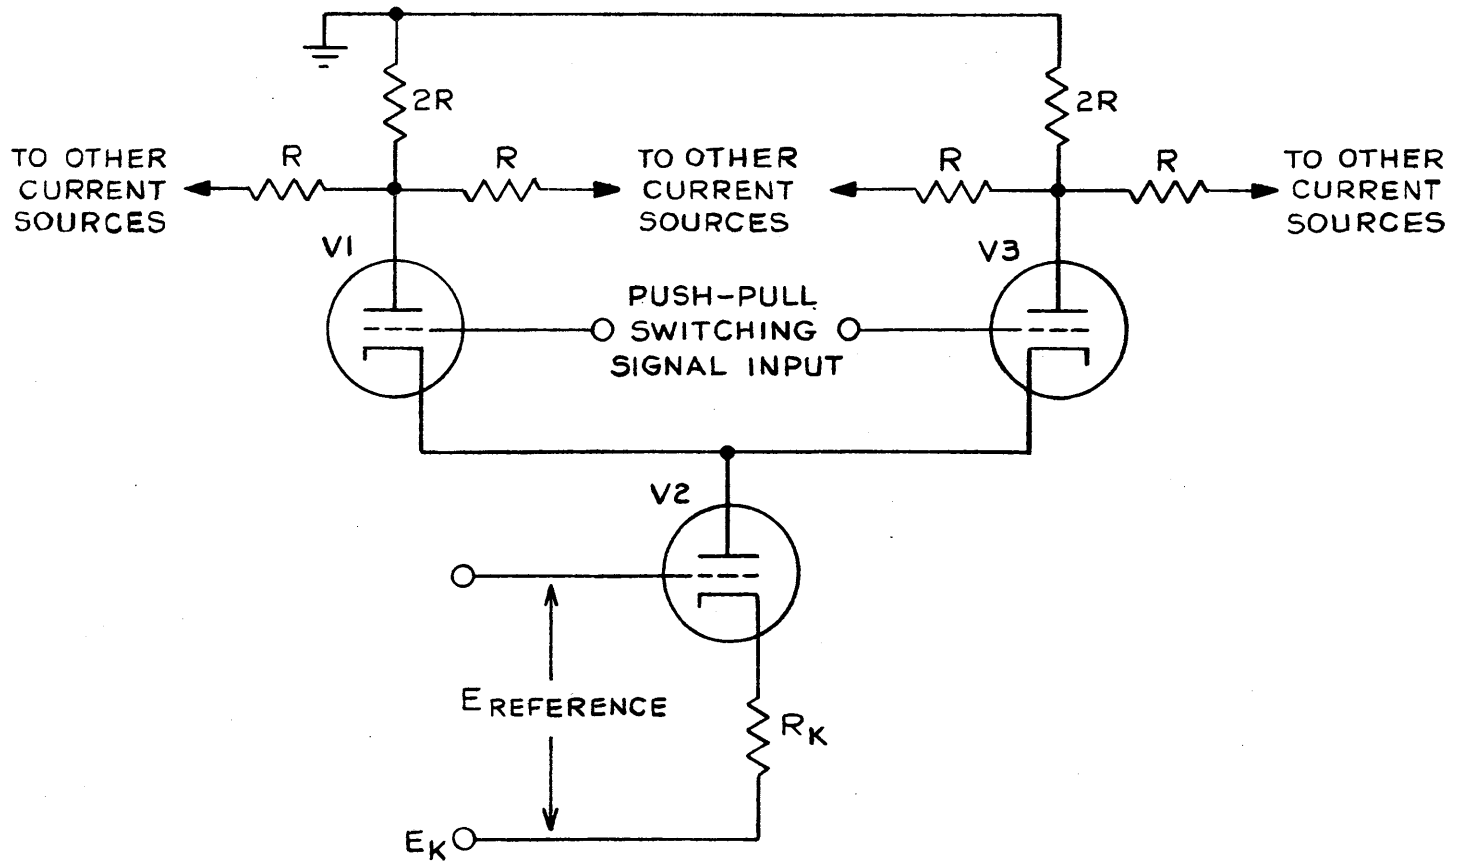 2R
2R
R
R
R
R
TO OTHER
CURRENT
SOURCES
TO OTHER
CURRENT
SOURCES
TO OTHER
CURRENT
SOURCES
V1
V3
PUSH-PULL
SWITCHING
SIGNAL INPUT
V2
E REFERENCE
RK
EK